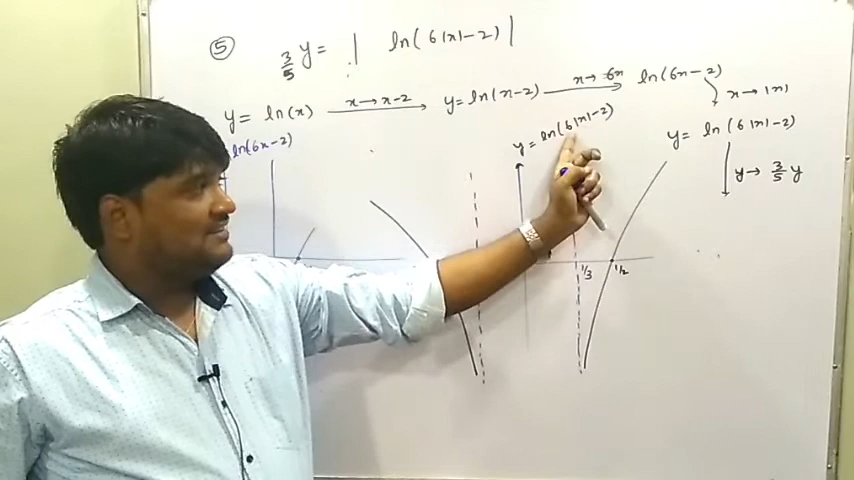 ⑤ 3/5 y = | ln(6|x|-2)|
y = ln(x) x→x-2 y = ln(x-2) x→6x ln(6x-2)
x→|x|
y = ln(6|x|-2)
y→ 3/5 y
ln(6x-2)
y = ln(6|x|-2)
1/3 1/2